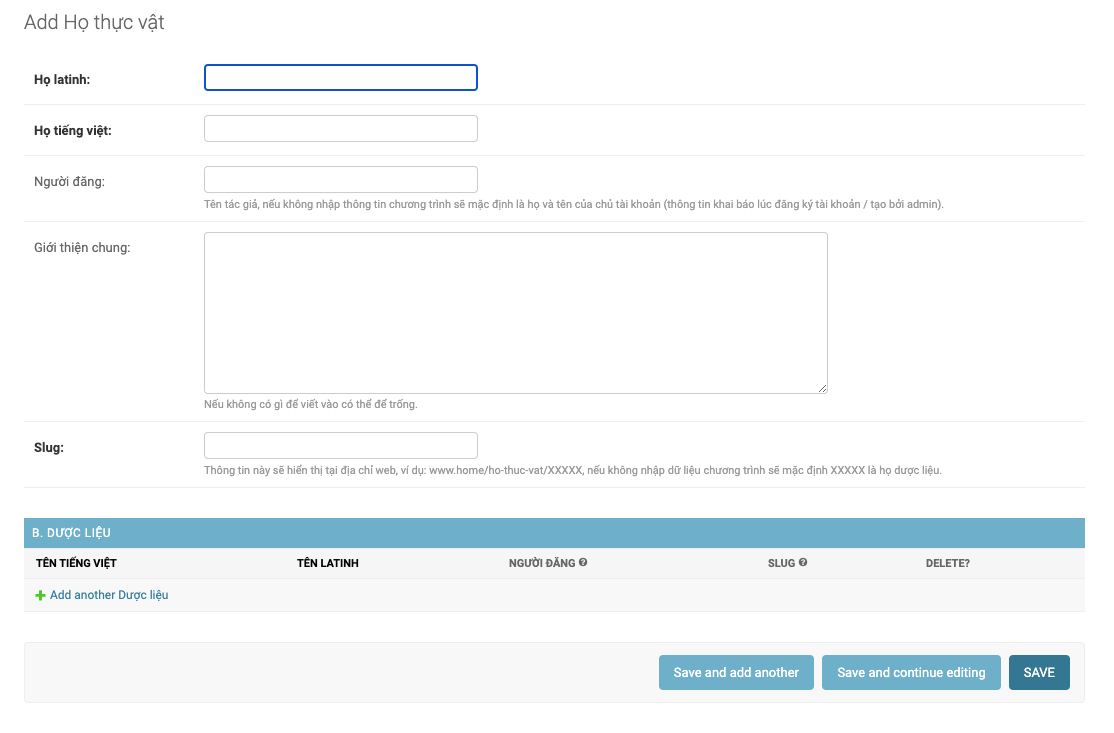 Add Họ thực vật
Họ latinh:
Họ tiếng việt:
Người đăng:
Tên tác giả, nếu không nhập thông tin chương trình sẽ mặc định là họ và tên của chủ tài khoản (thông tin khai báo lúc đăng ký tài khoản / tạo bởi admin).
Giới thiện chung:
Nếu không có gì để viết vào có thể để trống.
Slug:
Thông tin này sẽ hiển thị tại địa chỉ web, ví dụ: www.home/ho-thuc-vat/XXXXX, nếu không nhập dữ liệu chương trình sẽ mặc định XXXXX là họ dược liệu.
B. DƯỢC LIỆU
TÊN TIẾNG VIỆT TÊN LATINH NGƯỜI ĐĂNG SLUG DELETE?
Add another Dược liệu
Save and add another Save and continue editing SAVE